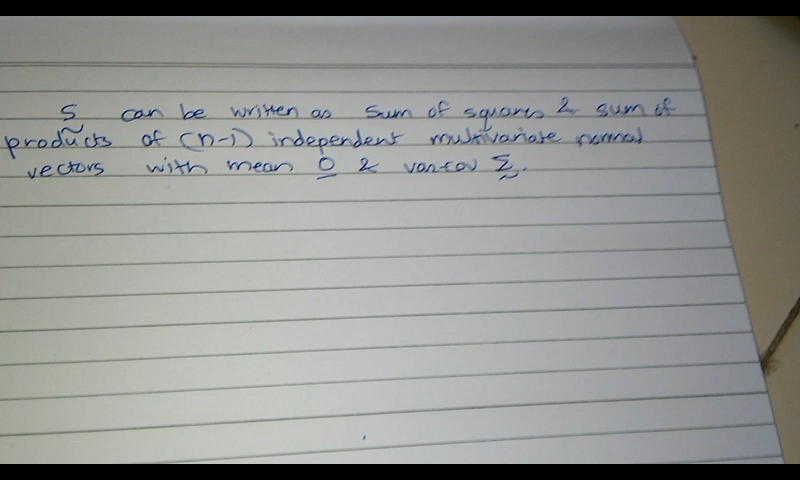 S can be written as sum of squares & sum of
products of (n-1) independent multivariate normal
vectors with mean 0 & var-cov Σ.